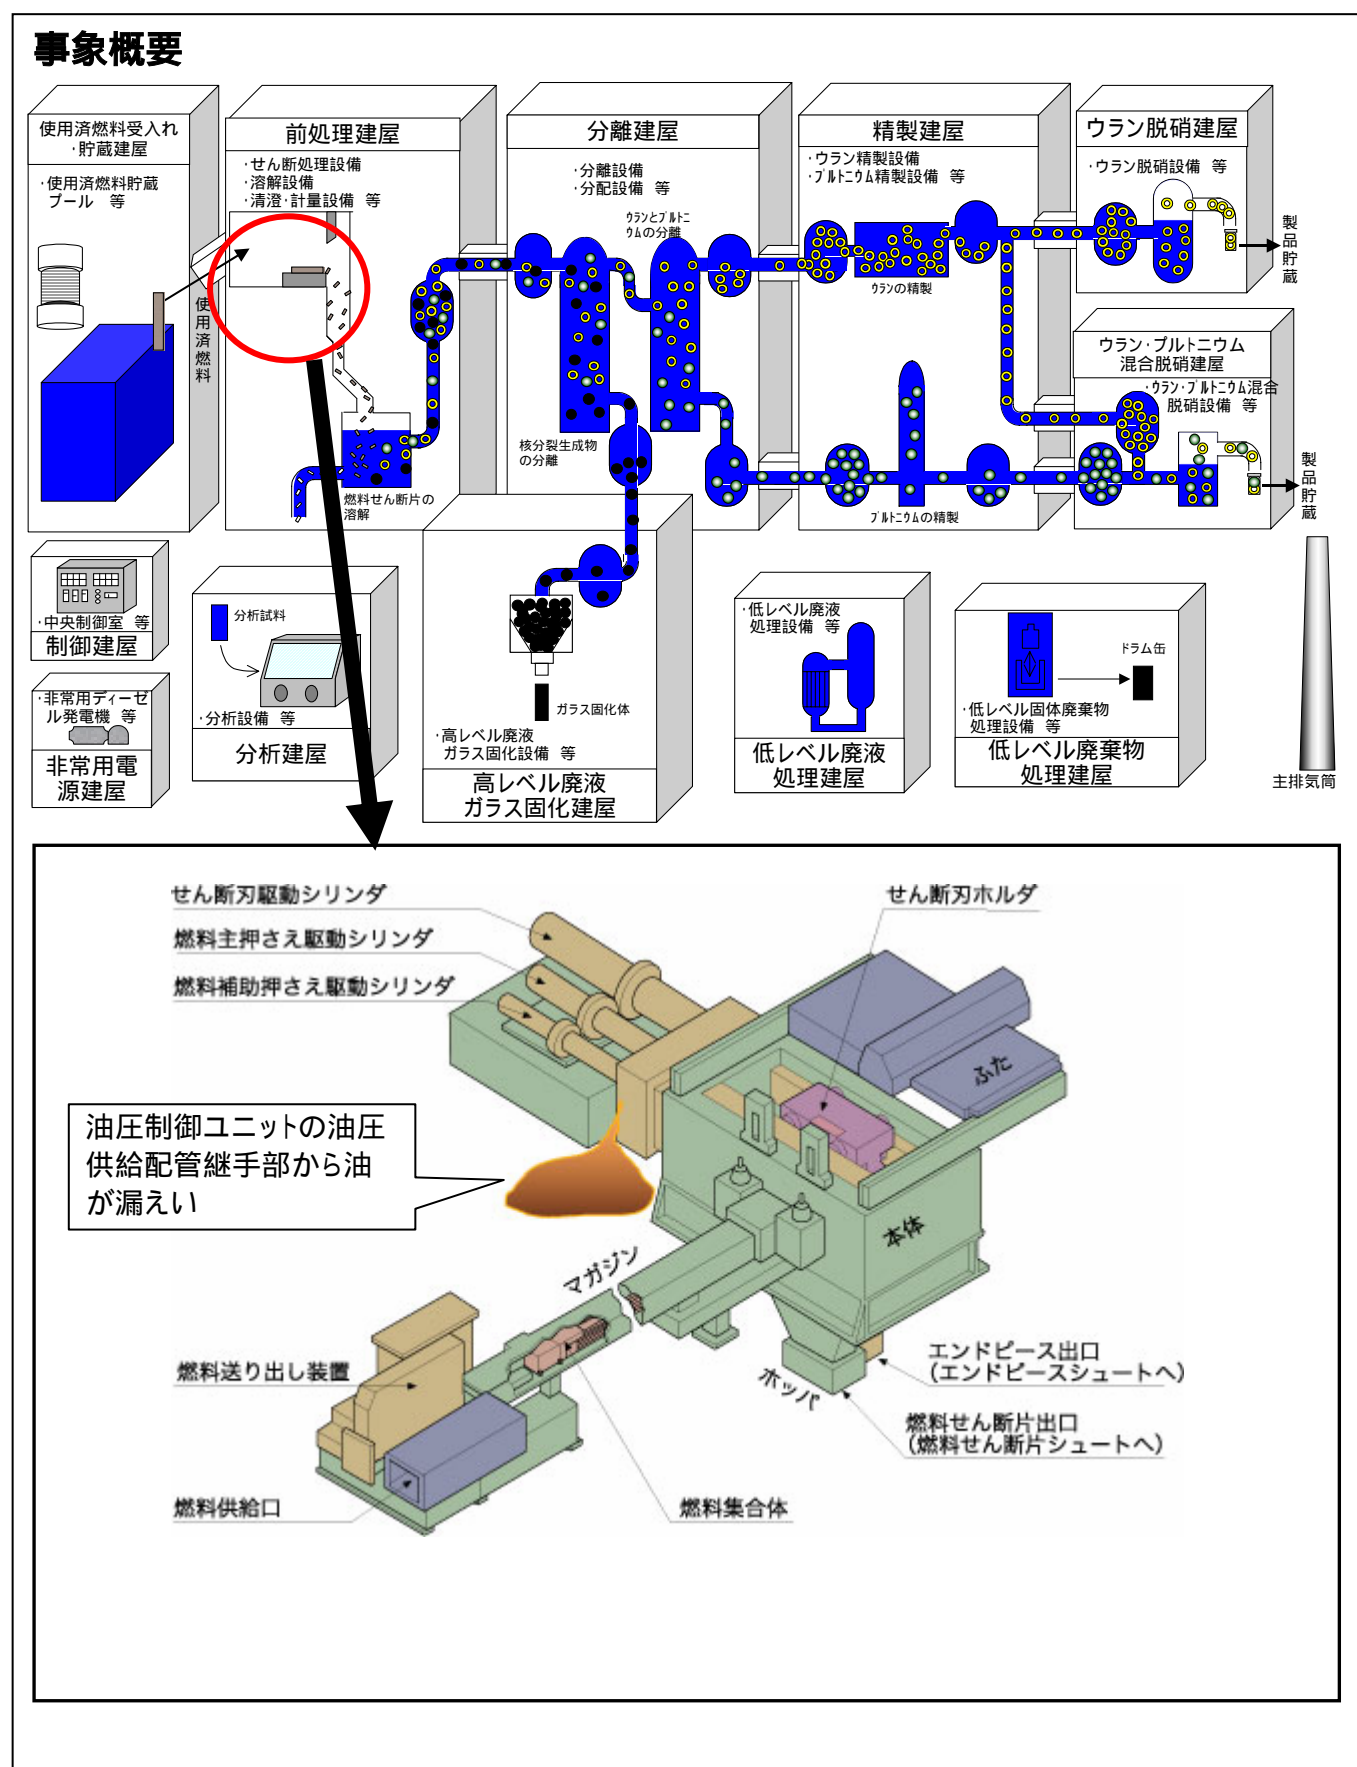 事象概要
使用済燃料受入れ
・貯蔵建屋
・使用済燃料貯蔵
プール 等
使用済燃料
前処理建屋
・せん断処理設備
・溶解設備
・清澄・計量設備 等
燃料せん断片の
溶解
分離建屋
・分離設備
・分配設備 等
ウランとプルトニ
ウムの分離
核分裂生成物
の分離
精製建屋
・ウラン精製設備
・プルトニウム精製設備 等
ウランの精製
プルトニウムの精製
ウラン脱硝建屋
・ウラン脱硝設備 等
製品貯蔵
ウラン・プルトニウム
混合脱硝建屋
・ウラン・プルトニウム混合
脱硝設備 等
製品貯蔵
・中央制御室 等
制御建屋
・非常用ディーゼ
ル発電機 等
非常用電
源建屋
分析試料
・分析設備 等
分析建屋
ガラス固化体
・高レベル廃液
ガラス固化設備 等
高レベル廃液
ガラス固化建屋
・低レベル廃液
処理設備 等
低レベル廃液
処理建屋
ドラム缶
・低レベル固体廃棄物
処理設備 等
低レベル廃棄物
処理建屋
主排気筒
せん断刃駆動シリンダ
燃料主押さえ駆動シリンダ
燃料補助押さえ駆動シリンダ
せん断刃ホルダ
ふた
油圧制御ユニットの油圧
供給配管継手部から油
が漏えい
本体
マガジン
燃料送り出し装置
ホッパ
エンドピース出口
(エンドピースシュートへ)
燃料せん断片出口
(燃料せん断片シュートへ)
燃料供給口
燃料集合体